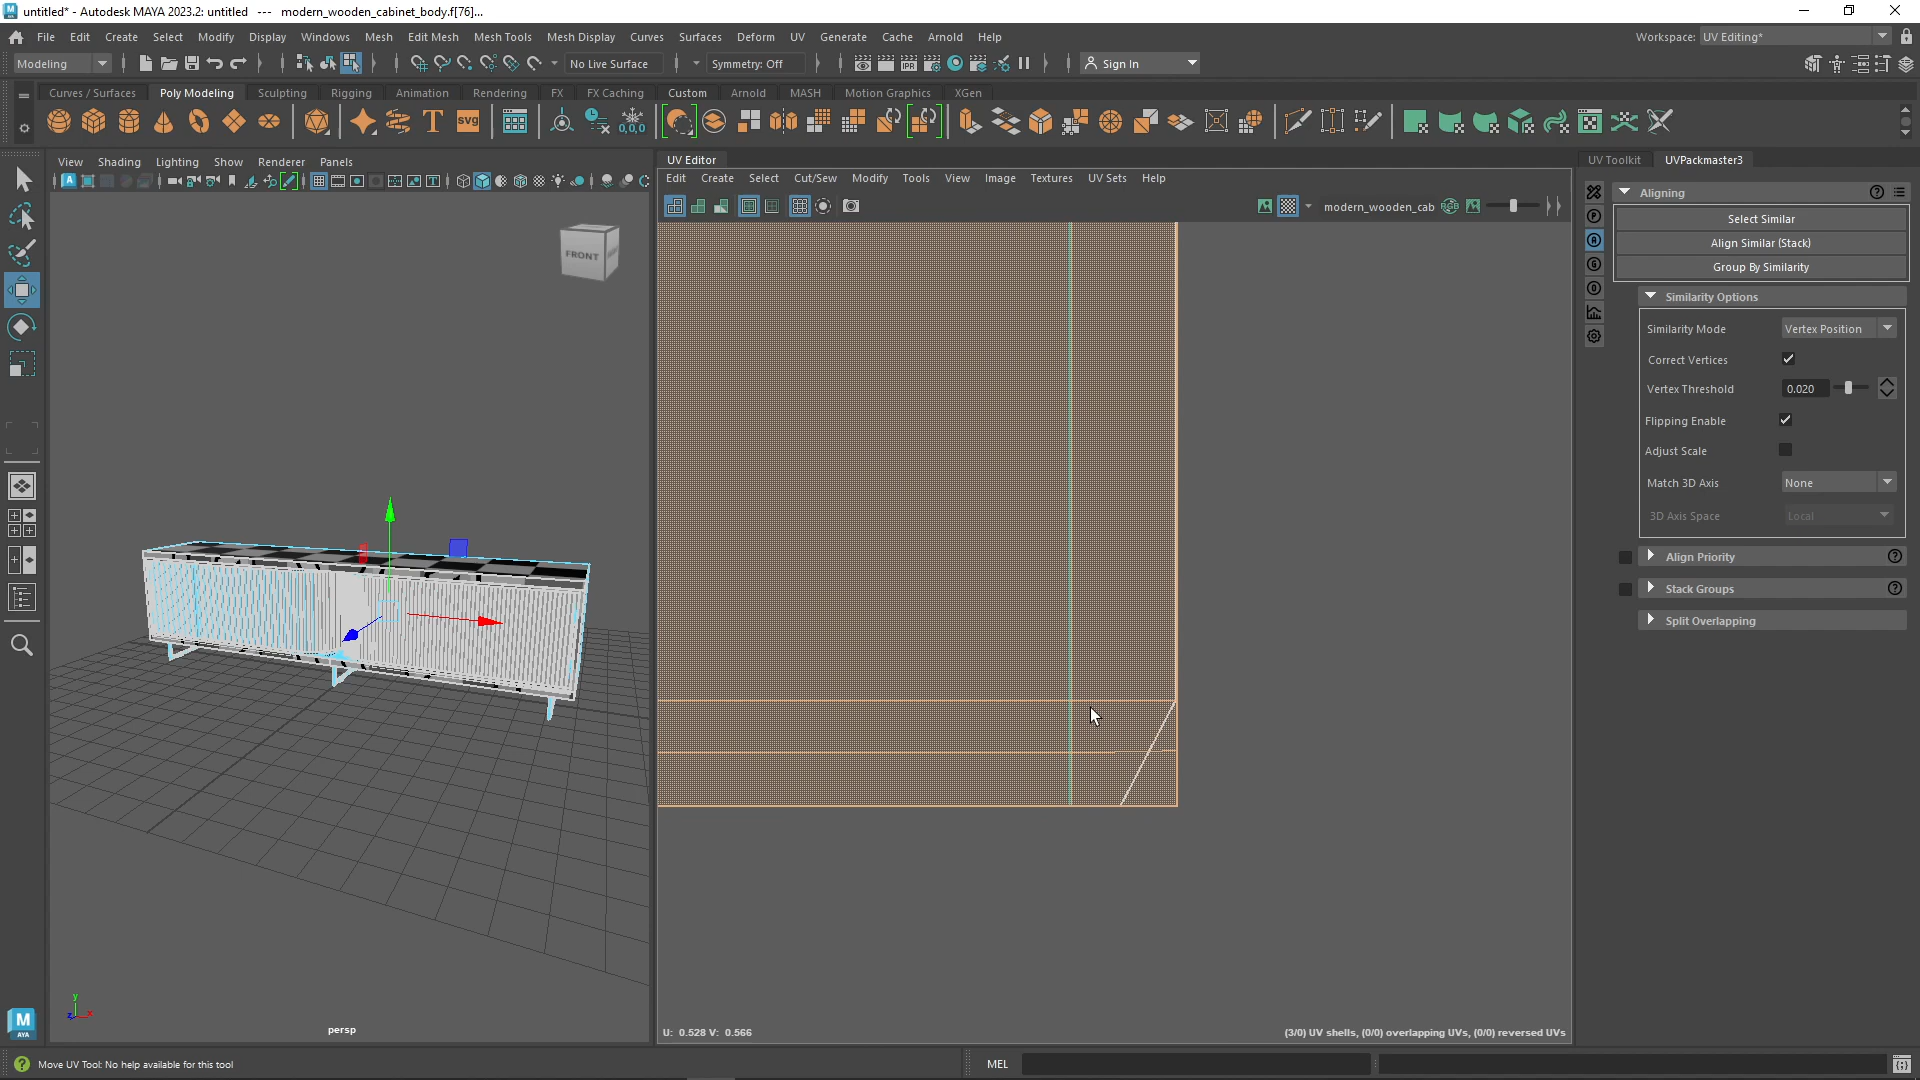 untitled* - Autodesk MAYA 2023.2: untitled --- modern_wooden_cabinet_body.f[76]...
File Edit Create Select Modify Display Windows Mesh Edit Mesh Mesh Tools Mesh Display Curves Surfaces Deform UV Generate Cache Arnold Help
Workspace: UV Editing*
Modeling
No Live Surface
Symmetry: Off
IPR
Sign In
Curves / Surfaces Poly Modeling Sculpting Rigging Animation Rendering FX FX Caching Custom Arnold MASH Motion Graphics XGen
SVG
0,0,0
View Shading Lighting Show Renderer Panels
FRONT
persp
UV Editor
Edit Create Select Cut/Sew Modify Tools View Image Textures UV Sets Help
modern_wooden_cab
RGB
U: 0.528 V: 0.566
(3/0) UV shells, (0/0) overlapping UVs, (0/0) reversed UVs
UV Toolkit UVPackmaster3
Aligning
Select Similar
Align Similar (Stack)
Group By Similarity
Similarity Options
Similarity Mode Vertex Position
Correct Vertices
Vertex Threshold 0.020
Flipping Enable
Adjust Scale
Match 3D Axis None
3D Axis Space Local
Align Priority
Stack Groups
Split Overlapping
M
AYA
Move UV Tool: No help available for this tool
MEL